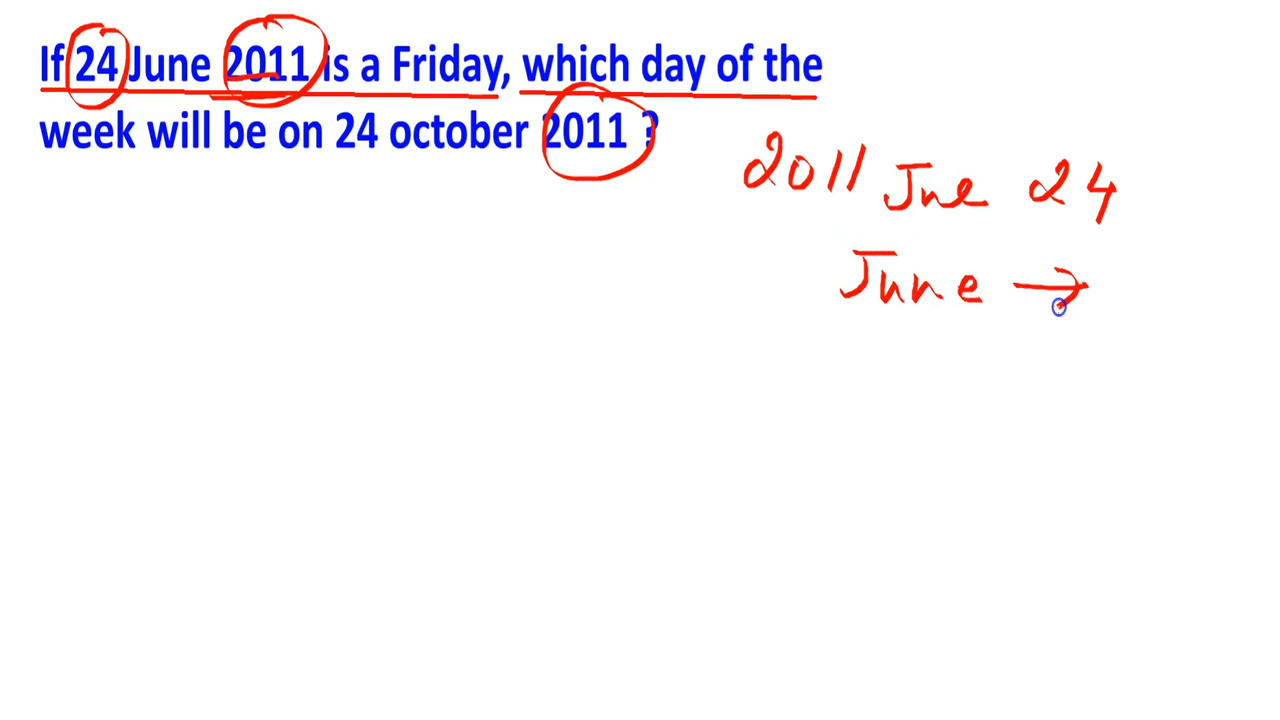 If 24 June 2011 is a Friday, which day of the
week will be on 24 october 2011 ?
2011 Jne 24
June →